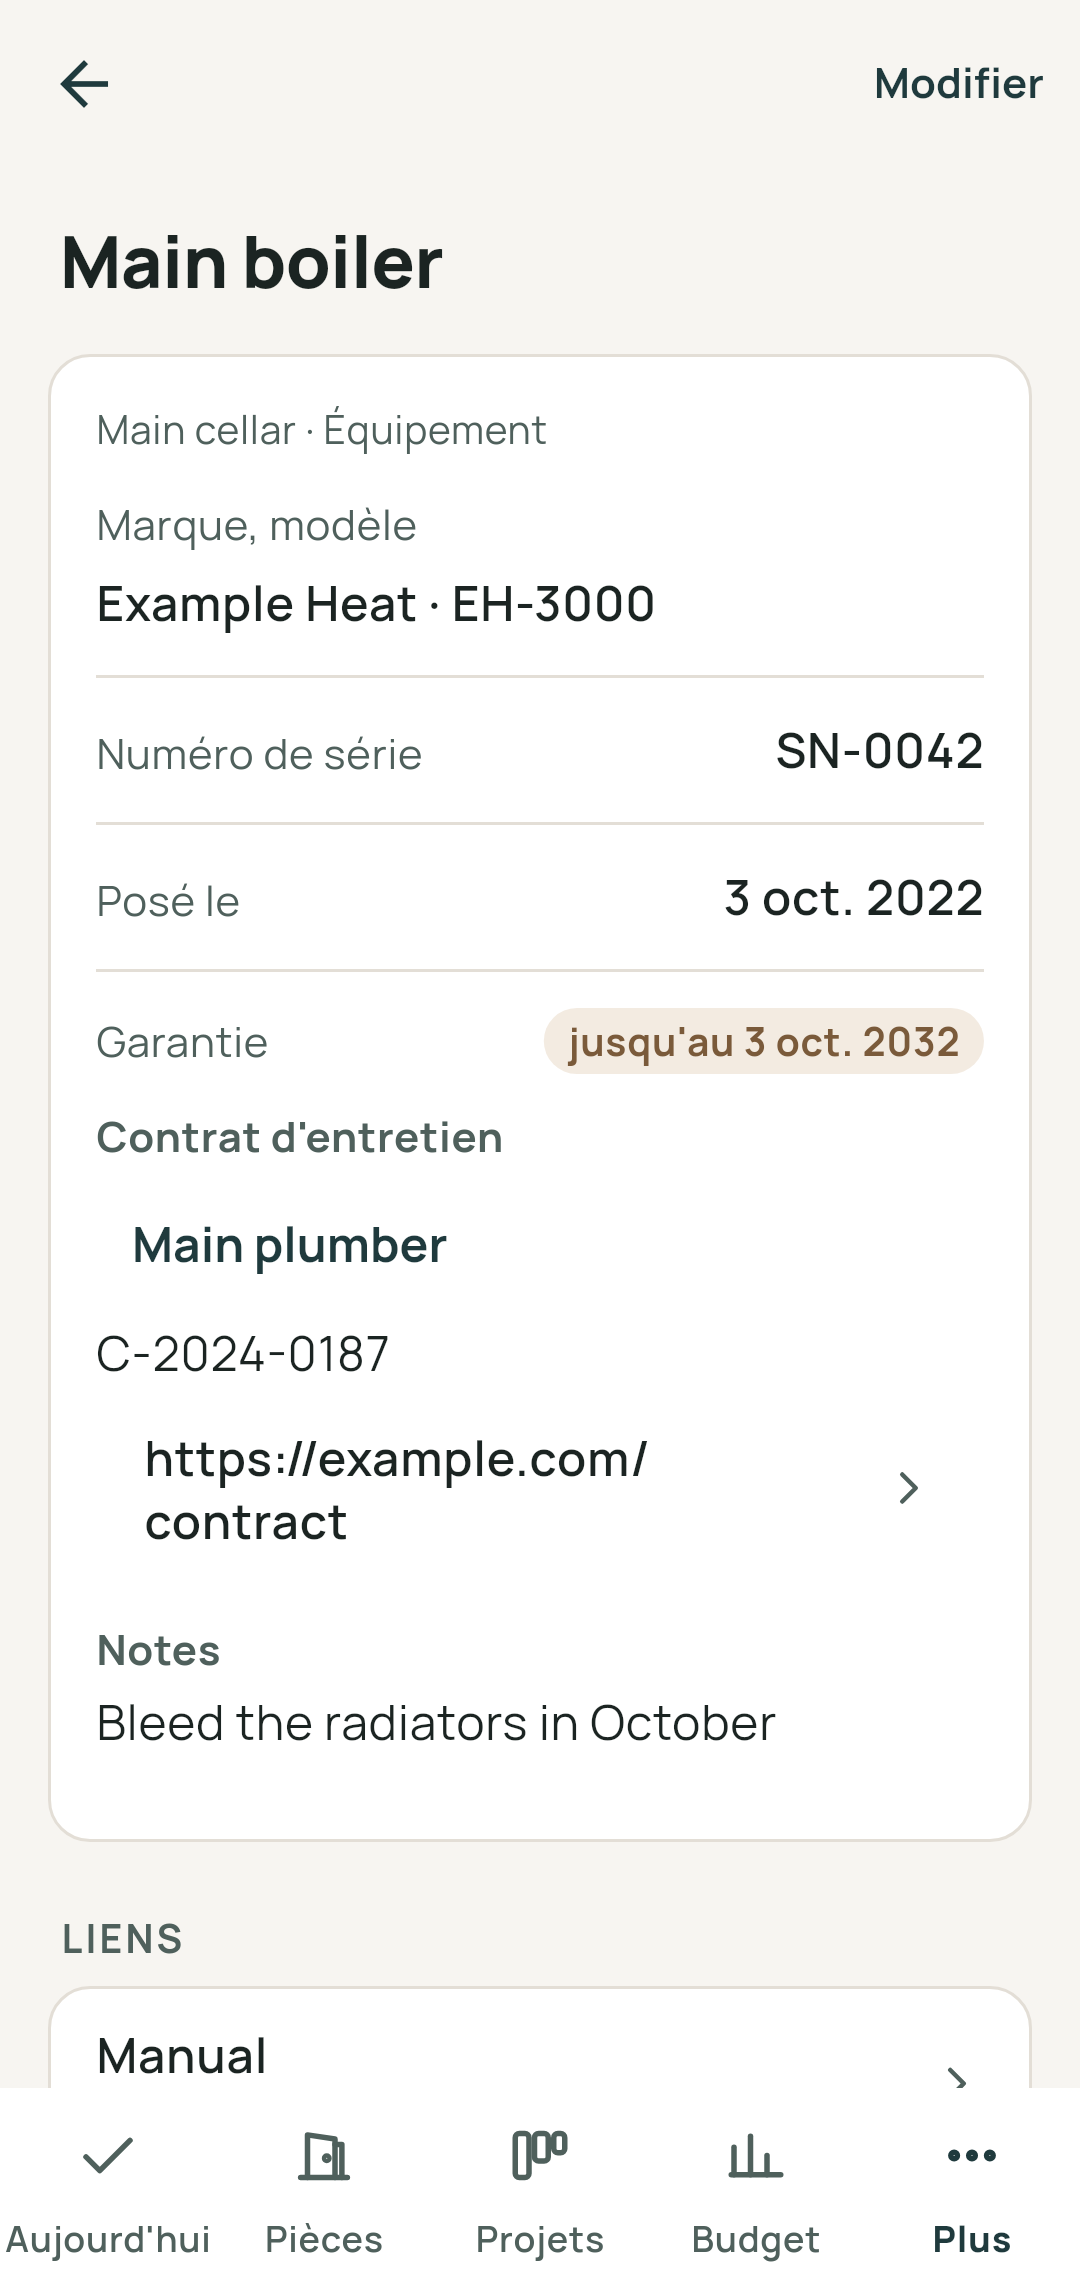 Modifier
Main boiler
Main cellar · Équipement
Marque, modèle
Example Heat · EH-3000
Numéro de série
SN-0042
Posé le
3 oct. 2022
Garantie
jusqu'au 3 oct. 2032
Contrat d'entretien
Main plumber
C-2024-0187
https://example.com/
contract
Notes
Bleed the radiators in October
LIENS
Manual
Aujourd'hui
Pièces
Projets
Budget
Plus